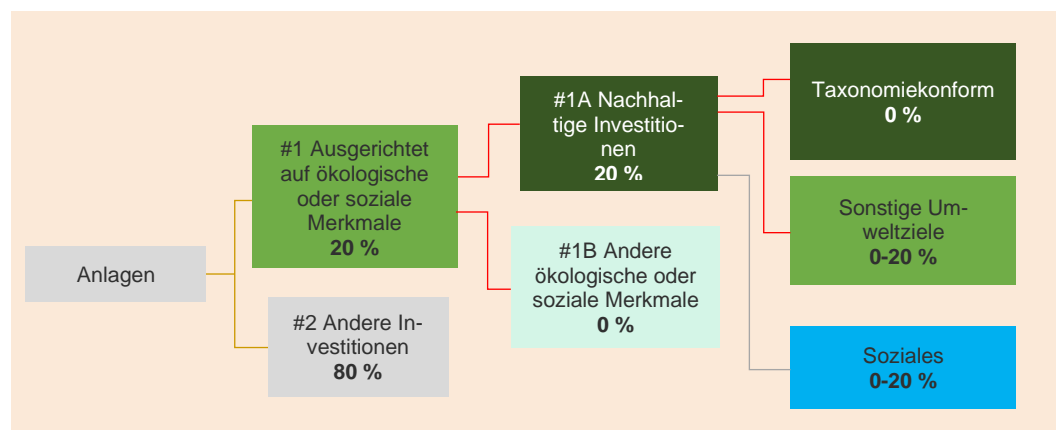 Anlagen
#1 Ausgerichtet
auf ökologische
oder soziale
Merkmale
20 %
#2 Andere In-
vestitionen
80 %
#1A Nachhal-
tige Investitio-
nen
20 %
#1B Andere
ökologische oder
soziale Merkmale
0 %
Taxonomiekonform
0 %
Sonstige Um-
weltziele
0-20 %
Soziales
0-20 %